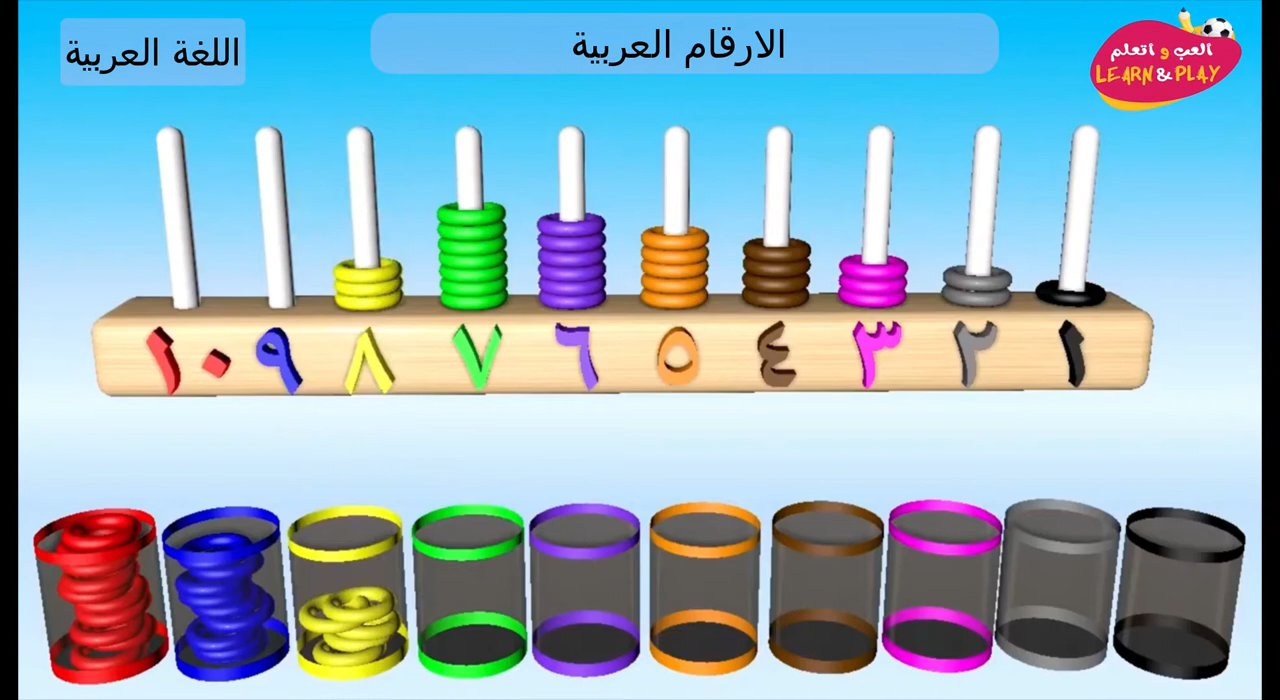 الارقام العربية
اللغة العربية
العب و اتعلم
LEARN & PLAY
١ ٢ ٣ ٤ ٥ ٦ ٧ ٨ ٩ ١٠